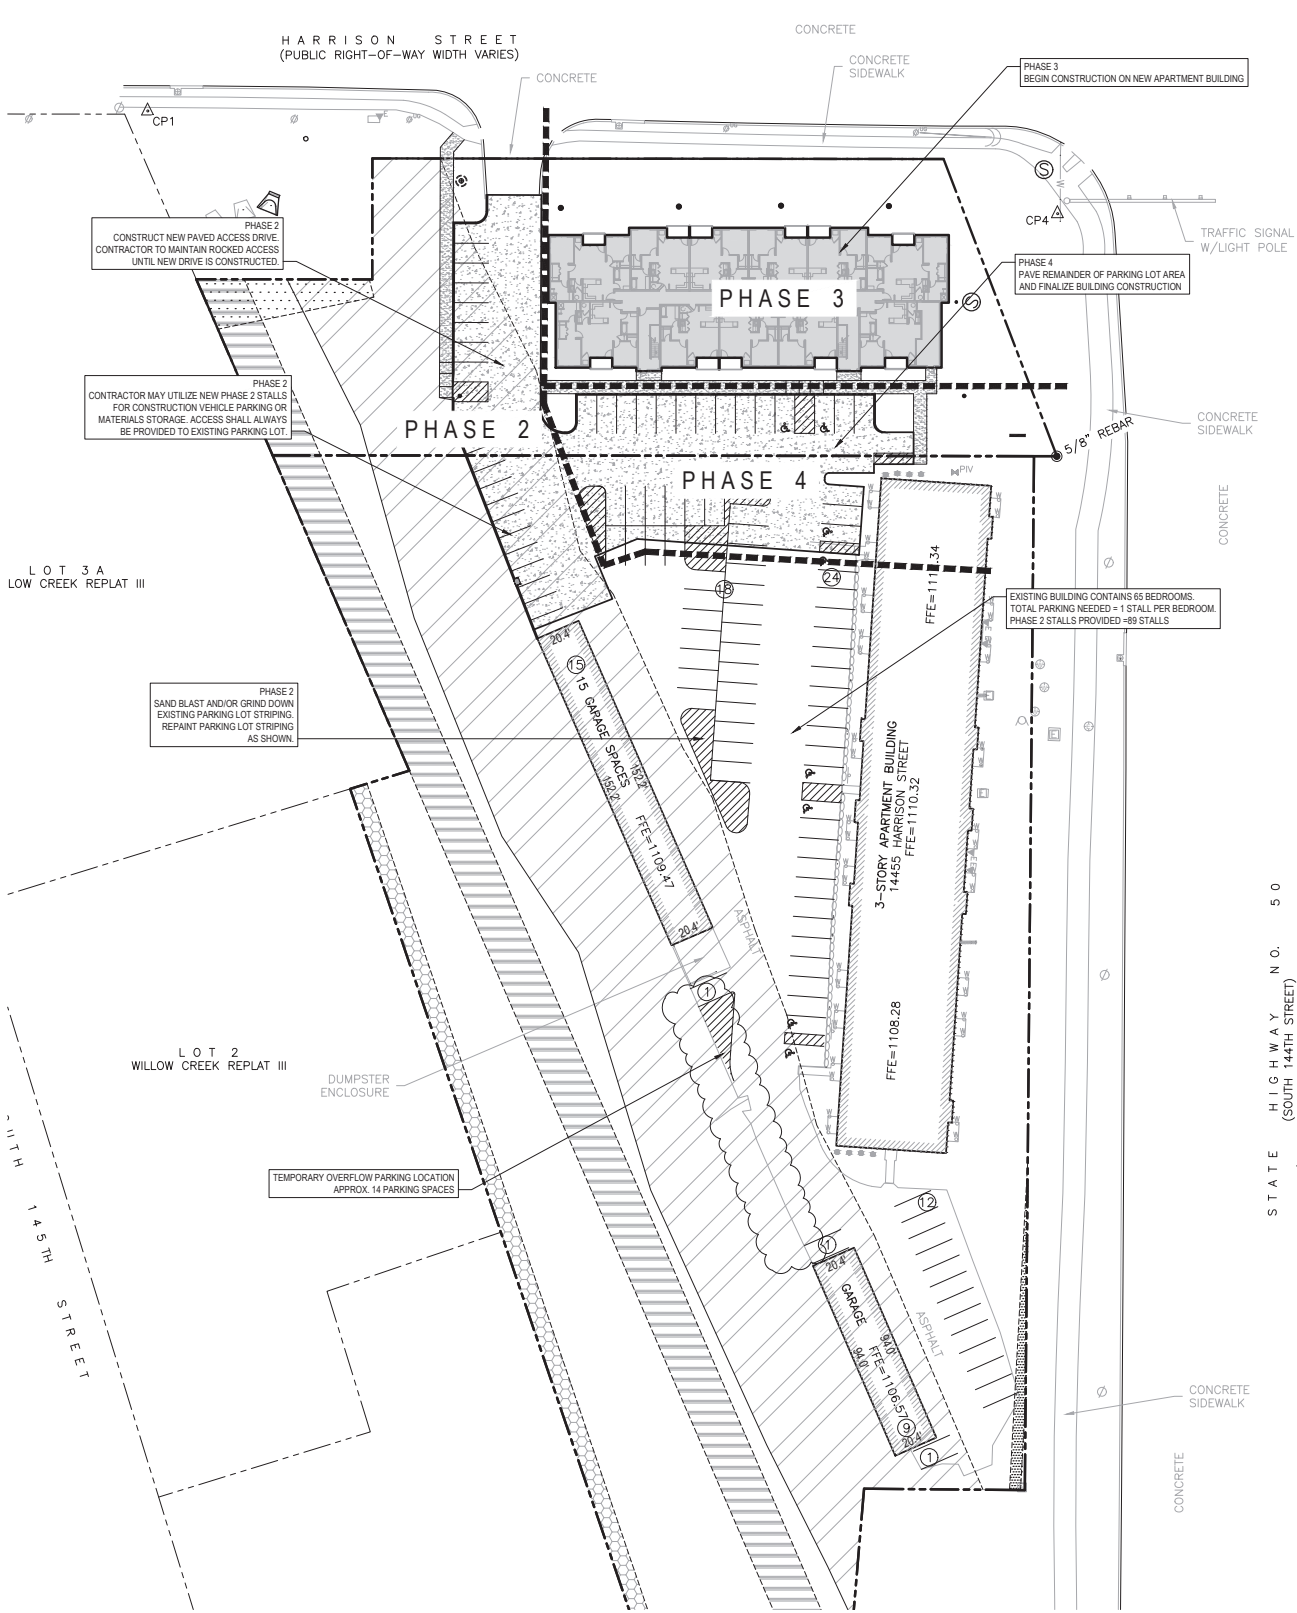 HARRISON STREET
(PUBLIC RIGHT-OF-WAY WIDTH VARIES)
CONCRETE
CONCRETE
CONCRETE
SIDEWALK
PHASE 3
BEGIN CONSTRUCTION ON NEW APARTMENT BUILDING
CP1
E
S
W
CP4
TRAFFIC SIGNAL
W/LIGHT POLE
PHASE 2
CONSTRUCT NEW PAVED ACCESS DRIVE.
CONTRACTOR TO MAINTAIN ROCKED ACCESS
UNTIL NEW DRIVE IS CONSTRUCTED.
PHASE 4
PAVE REMAINDER OF PARKING LOT AREA
AND FINALIZE BUILDING CONSTRUCTION
PHASE 3
S
PHASE 2
CONTRACTOR MAY UTILIZE NEW PHASE 2 STALLS
FOR CONSTRUCTION VEHICLE PARKING OR
MATERIALS STORAGE. ACCESS SHALL ALWAYS
BE PROVIDED TO EXISTING PARKING LOT.
PHASE 2
CONCRETE
SIDEWALK
5/8" REBAR
PHASE 4
PIV
CONCRETE
LOT 3A
LOW CREEK REPLAT III
18
24
EXISTING BUILDING CONTAINS 65 BEDROOMS.
TOTAL PARKING NEEDED = 1 STALL PER BEDROOM.
PHASE 2 STALLS PROVIDED =89 STALLS
20.4'
15
15 GARAGE SPACES
152.2'
152.2'
FFE=1109.47
20.4'
PHASE 2
SAND BLAST AND/OR GRIND DOWN
EXISTING PARKING LOT STRIPING.
REPAINT PARKING LOT STRIPING
AS SHOWN.
3-STORY APARTMENT BUILDING
14455 HARRISON STREET
FFE=1110.32
ASPHALT
STATE HIGHWAY NO. 50
(SOUTH 144TH STREET)
1
FFE=1108.28
LOT 2
WILLOW CREEK REPLAT III
DUMPSTER
ENCLOSURE
TEMPORARY OVERFLOW PARKING LOCATION
APPROX. 14 PARKING SPACES
UTH 145TH STREET
12
1
20.4'
GARAGE
94.0'
94.0'
FFE=1106.57
9
20.4'
1
ASPHALT
CONCRETE
SIDEWALK
CONCRETE